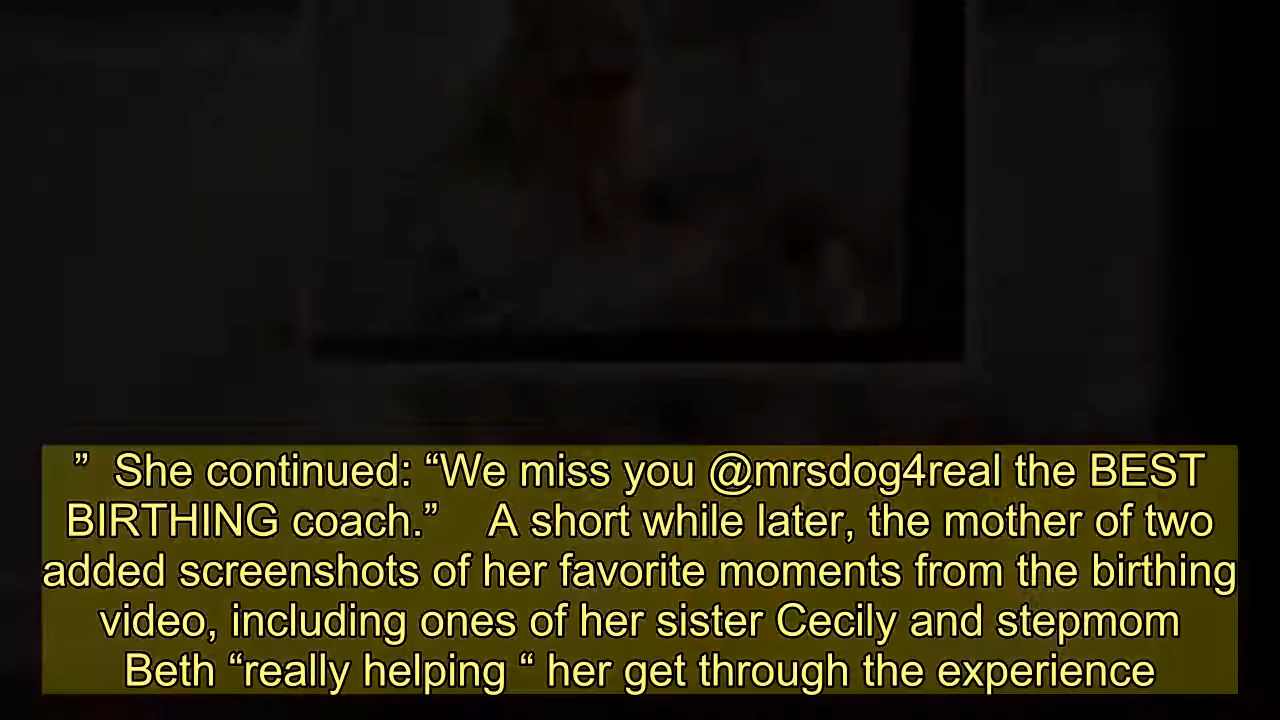 ” She continued: “We miss you @mrsdog4real the BEST
BIRTHING coach.” A short while later, the mother of two
added screenshots of her favorite moments from the birthing
video, including ones of her sister Cecily and stepmom
Beth “really helping “ her get through the experience